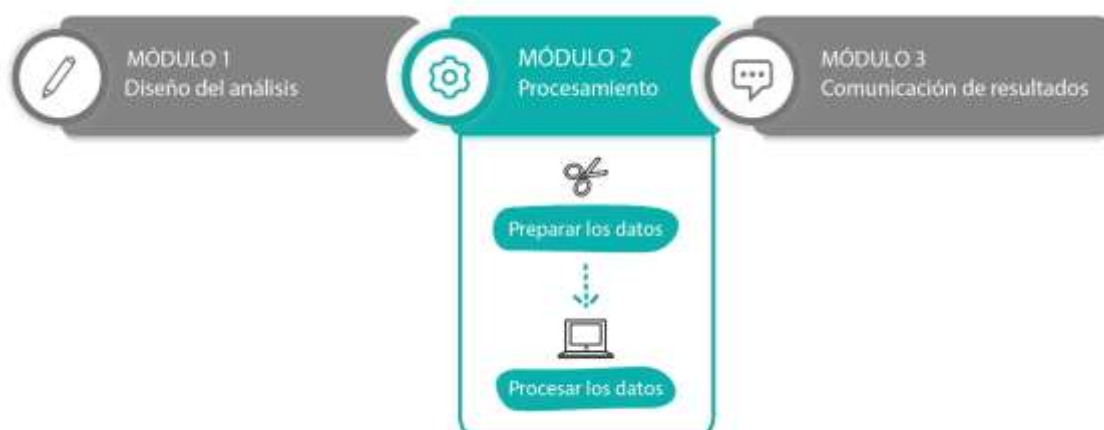 MÓDULO 1
Diseño del análisis
MÓDULO 2
Procesamiento
MÓDULO 3
Comunicación de resultados
Preparar los datos
Procesar los datos